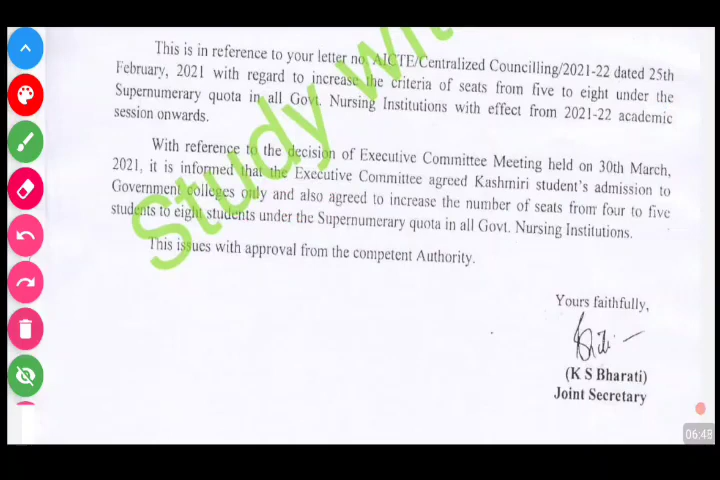 This is in reference to your letter no AICTE/Centralized Councilling/2021-22 dated 25th
February, 2021 with regard to increase the criteria of seats from five to eight under the
Supernumerary quota in all Govt. Nursing Institutions with effect from 2021-22 academic
session onwards.
With reference to the decision of Executive Committee Meeting held on 30th March,
2021, it is informed that the Executive Committee agreed Kashmiri student's admission to
Government colleges only and also agreed to increase the number of seats from four to five
students to eight students under the Supernumerary quota in all Govt. Nursing Institutions.
This issues with approval from the competent Authority.
Study with
Yours faithfully,
(K S Bharati)
Joint Secretary
06:48